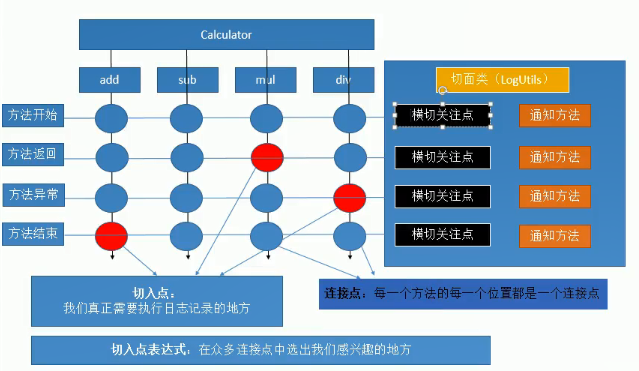 Calculator
add
sub
mul
div
切面类（LogUtils）
方法开始
横切关注点
通知方法
方法返回
横切关注点
通知方法
方法异常
横切关注点
通知方法
方法结束
横切关注点
通知方法
切入点：
我们真正需要执行日志记录的地方
连接点：每一个方法的每一个位置都是一个连接点
切入点表达式：在众多连接点中选出我们感兴趣的地方